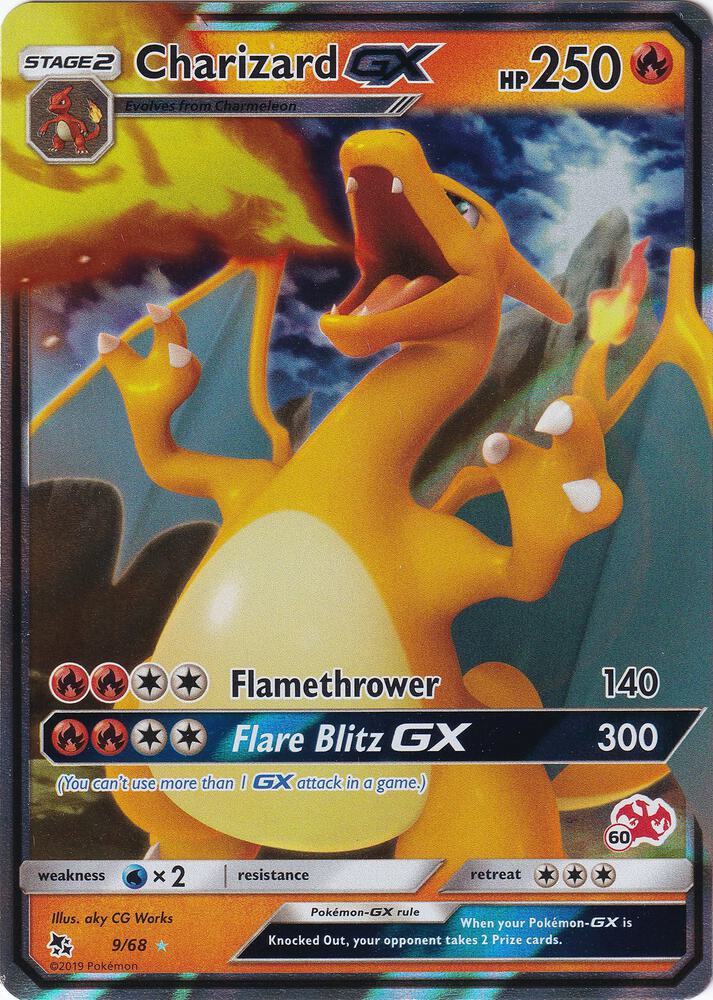 STAGE2 Charizard GX HP250
Evolves from Charmeleon
Flamethrower 140
Flare Blitz GX 300
(You can't use more than 1 GX attack in a game.)
60
weakness ×2 resistance retreat
Illus. aky CG Works
Pokémon-GX rule
When your Pokémon-GX is
Knocked Out, your opponent takes 2 Prize cards.
9/68
©2019 Pokémon